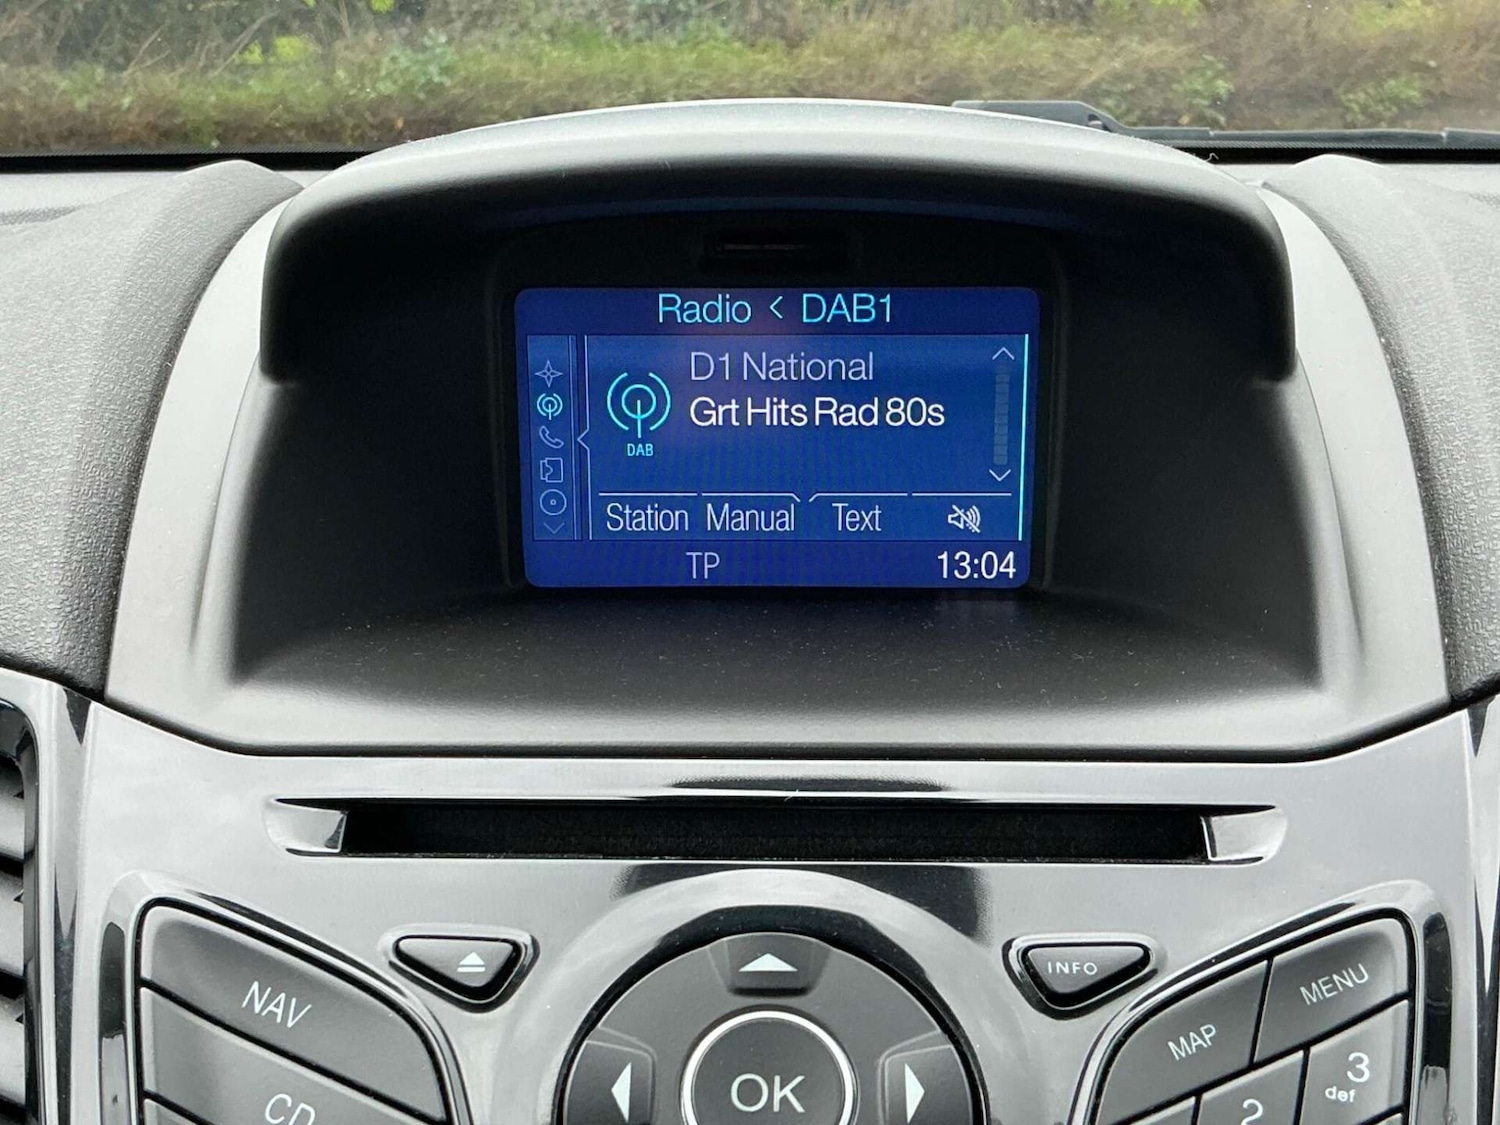 Radio < DAB1
D1 National
Grt Hits Rad 80s
DAB
Station Manual Text
TP 13:04
NAV
CD
INFO
OK
MAP
MENU
2
3
def